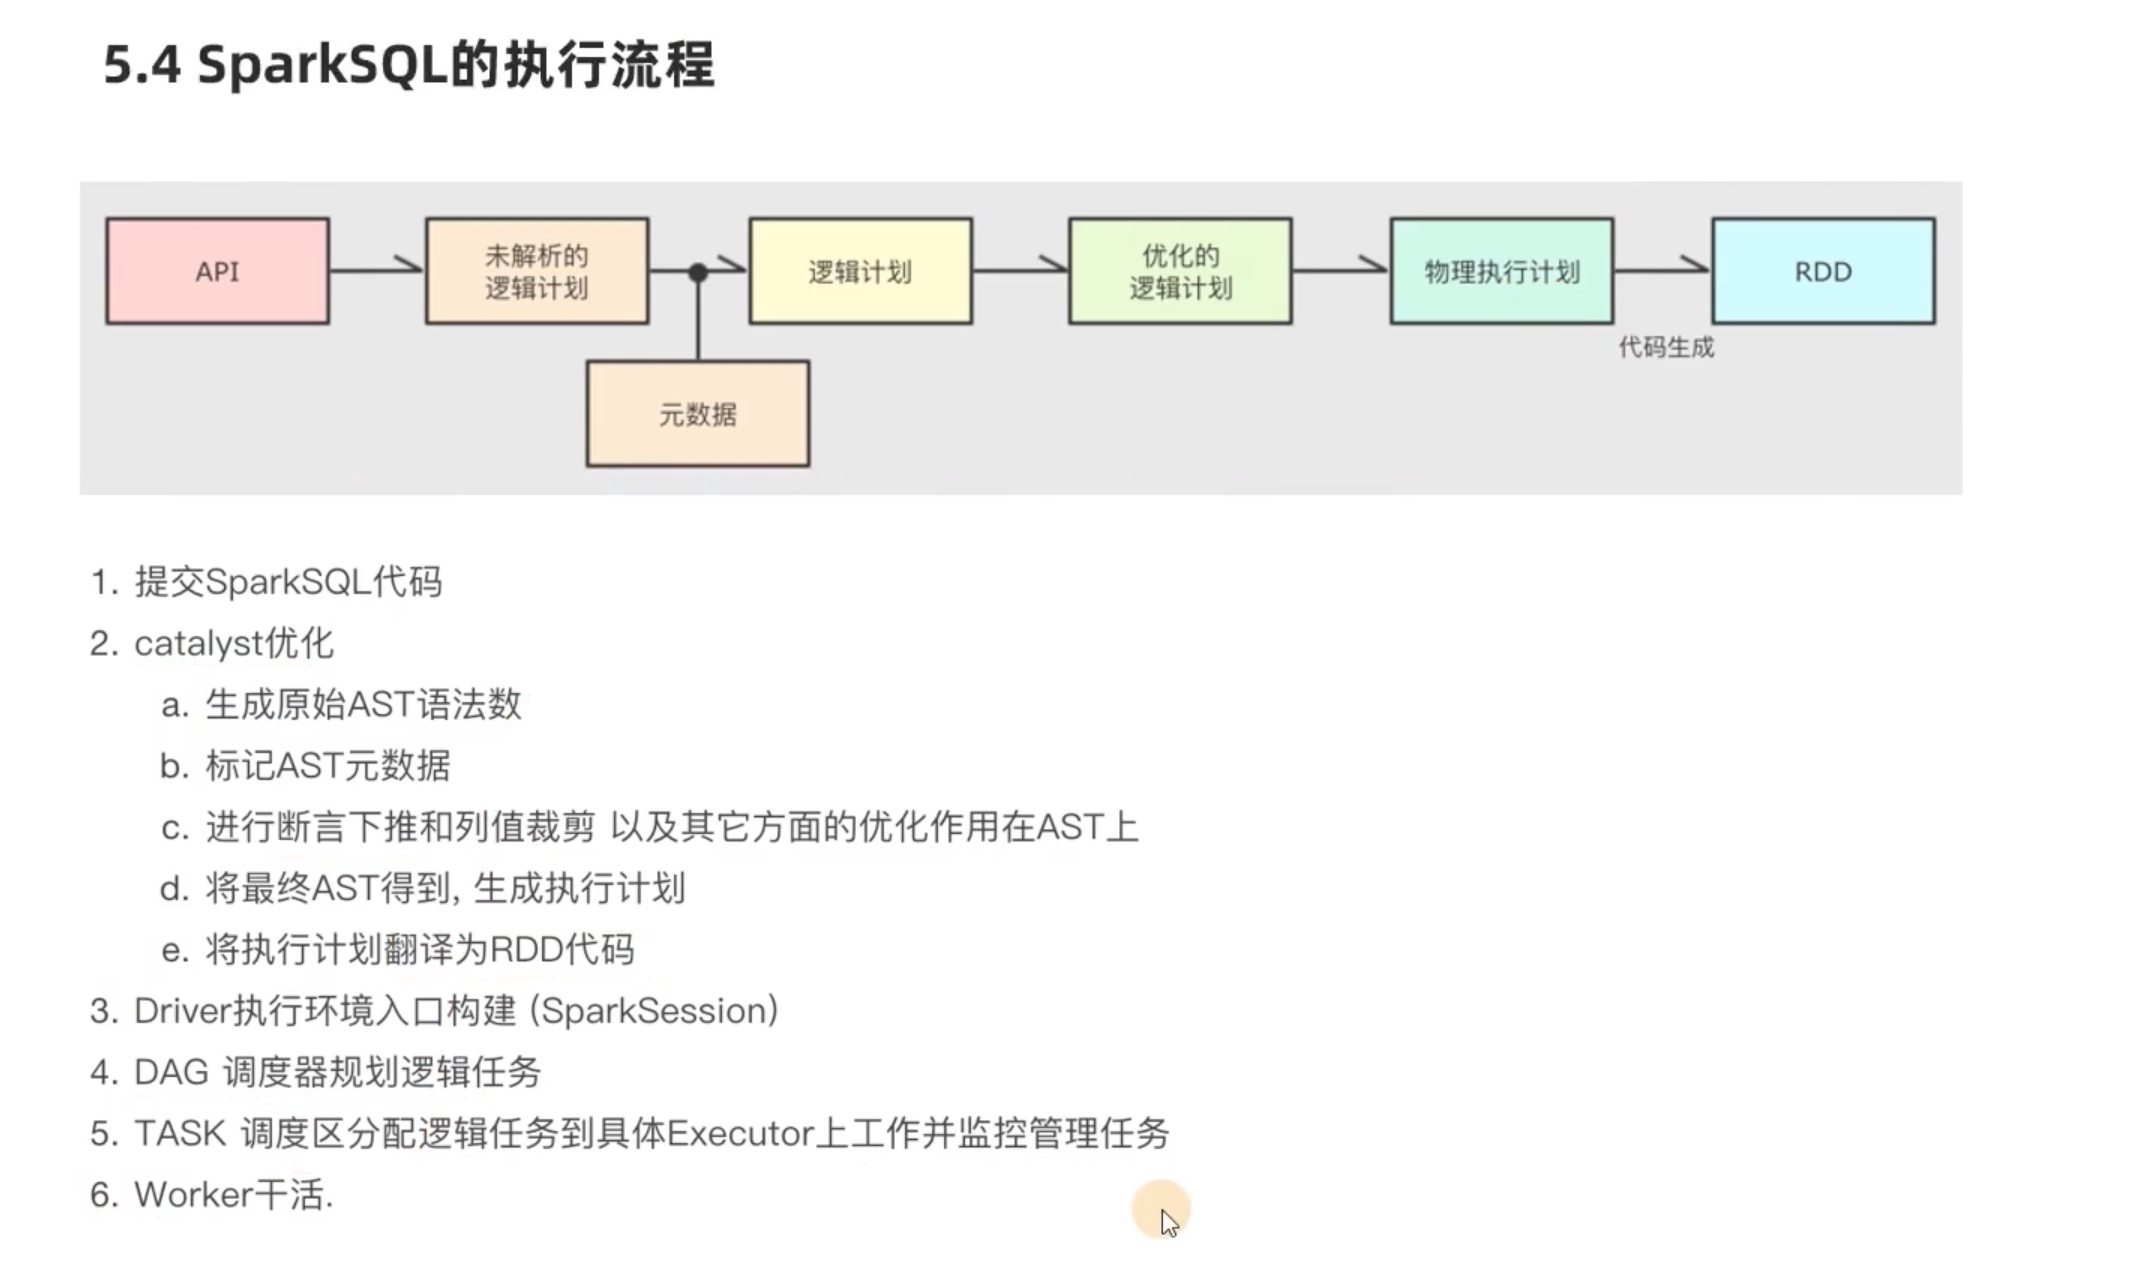 5.4 SparkSQL的执行流程
API
未解析的
逻辑计划
逻辑计划
优化的
逻辑计划
物理执行计划
RDD
代码生成
元数据
1. 提交SparkSQL代码
2. catalyst优化
a. 生成原始AST语法数
b. 标记AST元数据
c. 进行断言下推和列值裁剪 以及其它方面的优化作用在AST上
d. 将最终AST得到, 生成执行计划
e. 将执行计划翻译为RDD代码
3. Driver执行环境入口构建 (SparkSession)
4. DAG 调度器规划逻辑任务
5. TASK 调度区分配逻辑任务到具体Executor上工作并监控管理任务
6. Worker干活.